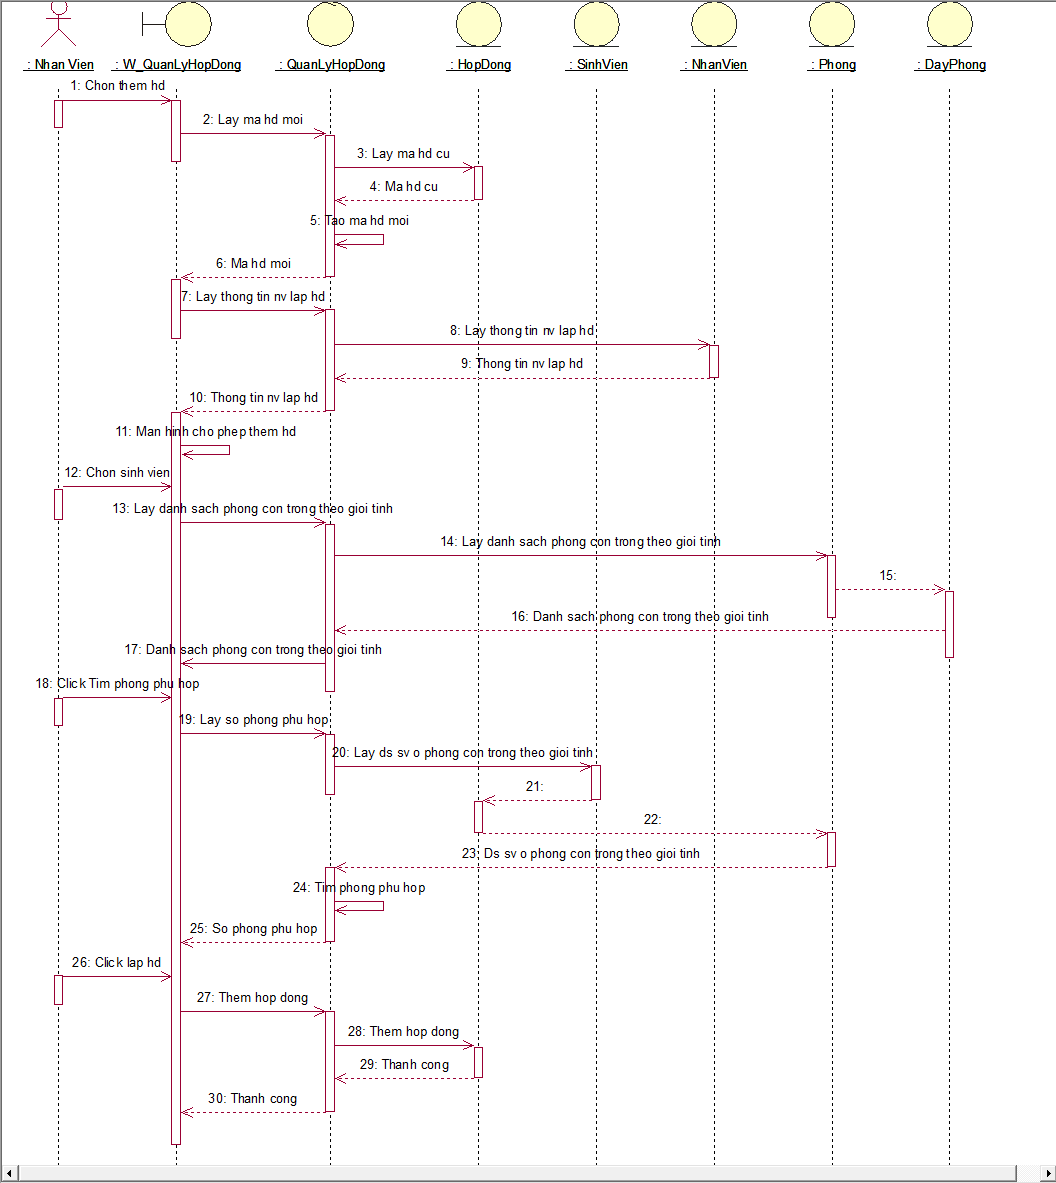 : Nhan Vien
: W_QuanLyHopDong
: QuanLyHopDong
: HopDong
: SinhVien
: NhanVien
: Phong
: DayPhong
1: Chon them hd
2: Lay ma hd moi
3: Lay ma hd cu
4: Ma hd cu
5: Tao ma hd moi
6: Ma hd moi
7: Lay thong tin nv lap hd
8: Lay thong tin nv lap hd
9: Thong tin nv lap hd
10: Thong tin nv lap hd
11: Man hinh cho phep them hd
12: Chon sinh vien
13: Lay danh sach phong con trong theo gioi tinh
14: Lay danh sach phong con trong theo gioi tinh
15:
16: Danh sach phong con trong theo gioi tinh
17: Danh sach phong con trong theo gioi tinh
18: Click Tim phong phu hop
19: Lay so phong phu hop
20: Lay ds sv o phong con trong theo gioi tinh
21:
22:
23: Ds sv o phong con trong theo gioi tinh
24: Tim phong phu hop
25: So phong phu hop
26: Click lap hd
27: Them hop dong
28: Them hop dong
29: Thanh cong
30: Thanh cong